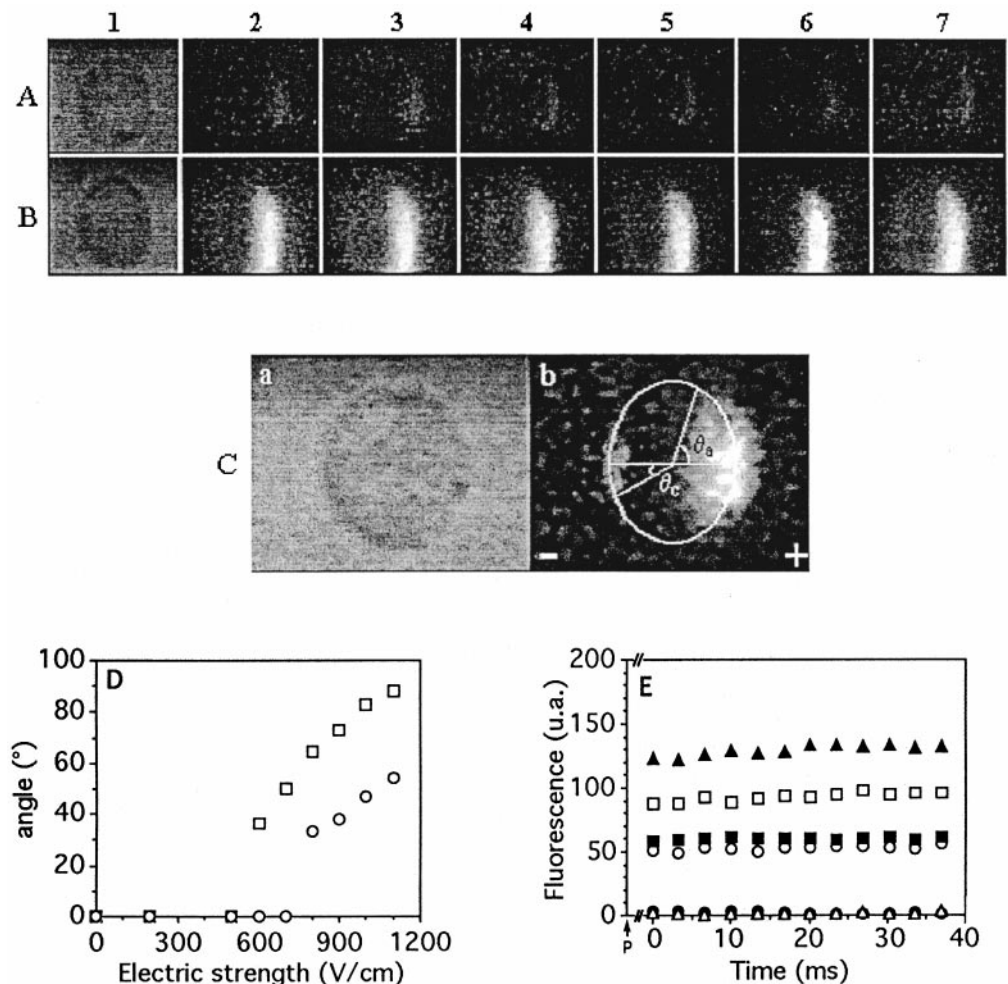 1 2 3 4 5 6 7
A
B
C
a
b
θa
θc
− +
D
100
80
60
40
20
0
angle (°)
0 300 600 900 1200
Electric strength (V/cm)
E
200
150
100
50
0
Fluorescence (u.a.)
P
0 10 20 30 40
Time (ms)